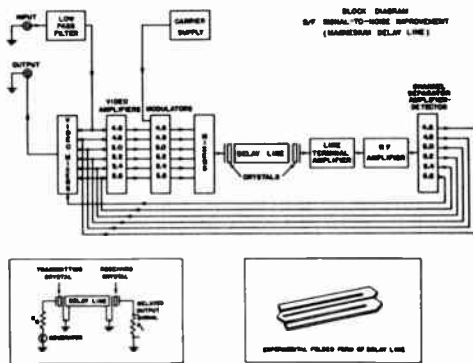 BLOCK DIAGRAM
S/F SIGNAL-TO-NOISE IMPROVEMENT
(MAGNESIUM DELAY LINE)
INPUT
LOW
PASS
FILTER
CARRIER
SUPPLY
OUTPUT
VIDEO
AMPLIFIERS
MODULATORS
CHANNEL
SEPARATOR
AMPLIFIER-
DETECTOR
VIDEO MIXER
MIXER
DELAY LINE
CRYSTALS
LINE
TERMINAL
AMPLIFIER
R F
AMPLIFIER
TRANSMITTING
CRYSTAL
RECEIVING
CRYSTAL
DELAY LINE
DELAYED
OUTPUT
SIGNAL
GENERATOR
EXPERIMENTAL FOLDED FORM OF DELAY LINE